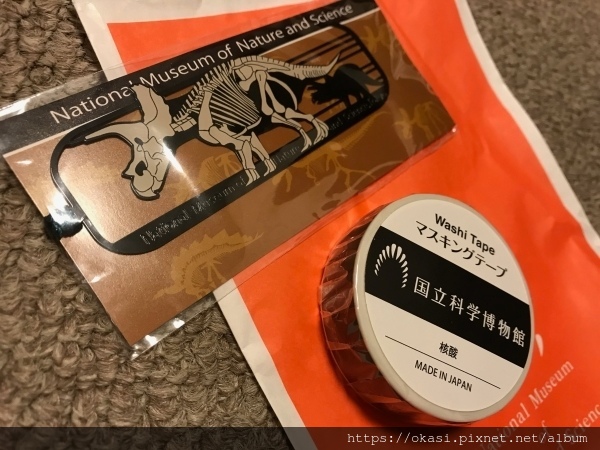 National Museum of Nature and Science
Washi Tape
マスキングテープ
国立科学博物館
核酸
MADE IN JAPAN
National Museum
of
https://okasi.pixnet.net/album